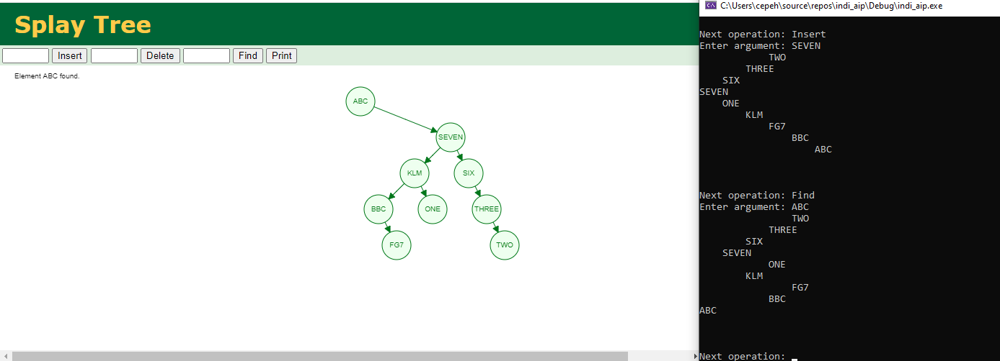 Splay Tree
Insert Delete Find Print
Element ABC found.
ABC
SEVEN
KLM SIX
BBC ONE THREE
FG7 TWO
C:\Users\cepeh\source\repos\indi_aip\Debug\indi_aip.exe
Next operation: Insert
Enter argument: SEVEN
TWO
THREE
SIX
SEVEN
ONE
KLM
FG7
BBC
ABC
Next operation: Find
Enter argument: ABC
TWO
THREE
SIX
SEVEN
ONE
KLM
FG7
BBC
ABC
Next operation: